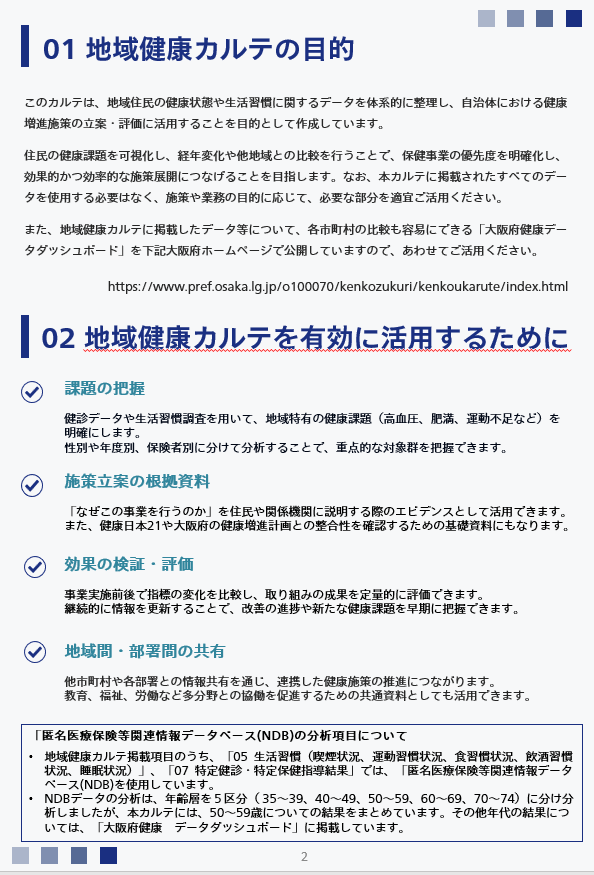 01 地域健康カルテの目的
このカルテは、地域住民の健康状態や生活習慣に関するデータを体系的に整理し、自治体における健康
増進施策の立案・評価に活用することを目的として作成しています。
住民の健康課題を可視化し、経年変化や他地域との比較を行うことで、保健事業の優先度を明確化し、
効果的かつ効率的な施策展開につなげることを目指します。なお、本カルテに掲載されたすべてのデー
タを使用する必要はなく、施策や業務の目的に応じて、必要な部分を適宜ご活用ください。
また、地域健康カルテに掲載したデータ等について、各市町村の比較も容易にできる「大阪府健康デー
タダッシュボード」を下記大阪府ホームページで公開していますので、あわせてご活用ください。
https://www.pref.osaka.lg.jp/o100070/kenkozukuri/kenkoukarute/index.html
02 地域健康カルテを有効に活用するために
課題の把握
健診データや生活習慣調査を用いて、地域特有の健康課題（高血圧、肥満、運動不足など）を
明確にします。
性別や年度別、保険者別に分けて分析することで、重点的な対象群を把握できます。
施策立案の根拠資料
「なぜこの事業を行うのか」を住民や関係機関に説明する際のエビデンスとして活用できます。
また、健康日本21や大阪府の健康増進計画との整合性を確認するための基礎資料にもなります。
効果の検証・評価
事業実施前後で指標の変化を比較し、取り組みの成果を定量的に評価できます。
継続的に情報を更新することで、改善の進捗や新たな健康課題を早期に把握できます。
地域間・部署間の共有
他市町村や各部署との情報共有を通じ、連携した健康施策の推進につながります。
教育、福祉、労働など多分野との協働を促進するための共通資料としても活用できます。
「匿名医療保険等関連情報データベース(NDB)の分析項目について
• 地域健康カルテ掲載項目のうち、「05 生活習慣（喫煙状況、運動習慣状況、食習慣状況、飲酒習慣
状況、睡眠状況）」、「07 特定健診・特定保健指導結果」では、「匿名医療保険等関連情報データ
ベース(NDB)を使用しています。
• NDBデータの分析は、年齢層を５区分（35～39、40～49、50～59、60～69、70～74）に分け分
析しましたが、本カルテには、50～59歳についての結果をまとめています。その他年代の結果につ
いては、「大阪府健康　データダッシュボード」に掲載しています。
2